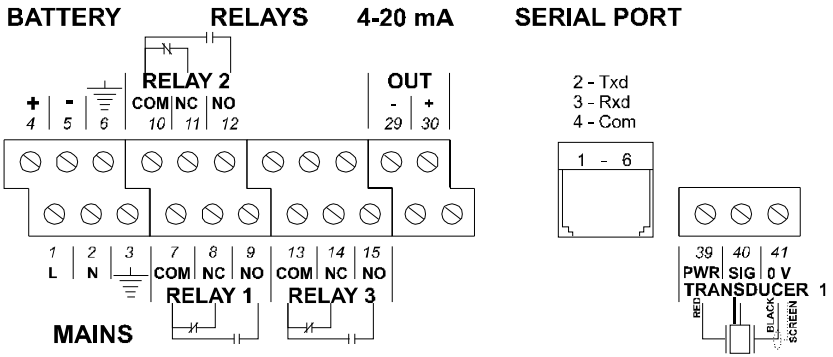 BATTERY RELAYS 4-20 mA SERIAL PORT
RELAY 2 OUT
2 - Txd
+ - COM NC NO - +
3 - Rxd
4 5 6 10 11 12 29 30
4 - Com
1 - 6
1 2 3 7 8 9 13 14 15 39 40 41
L N COM NC NO COM NC NO PWR SIG 0 V
RELAY 1 RELAY 3 TRANSDUCER 1
RED BLACK SCREEN
MAINS